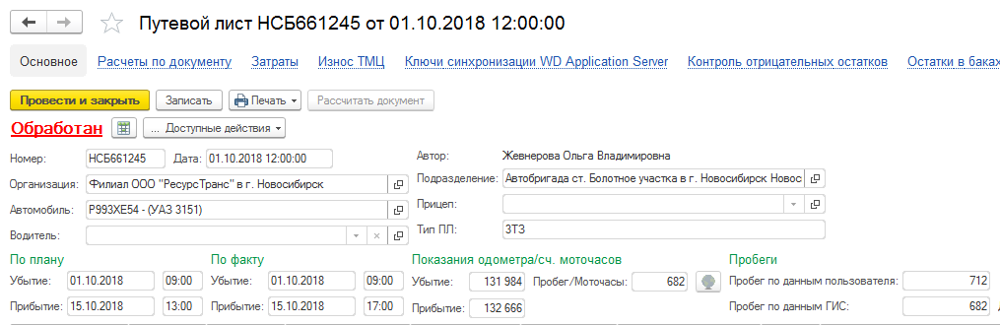 Путевой лист НСБ661245 от 01.10.2018 12:00:00
Основное Расчеты по документу Затраты Износ ТМЦ Ключи синхронизации WD Application Server Контроль отрицательных остатков Остатки в баках
Провести и закрыть Записать Печать Рассчитать документ
Обработан ... Доступные действия
Номер: НСБ661245 Дата: 01.10.2018 12:00:00 Автор: Жевнерова Ольга Владимировна
Организация: Филиал ООО "РесурсТранс" в г. Новосибирск Подразделение: Автобригада ст. Болотное участка в г. Новосибирск Новос
Автомобиль: Р993ХЕ54 - (УАЗ 3151) Прицеп:
Водитель: Тип ПЛ: ЗТЗ
По плану По факту Показания одометра/сч. моточасов Пробеги
Убытие: 01.10.2018 09:00 Убытие: 01.10.2018 09:00 Убытие: 131 984 Пробег/Моточасы: 682 Пробег по данным пользователя: 712
Прибытие: 15.10.2018 13:00 Прибытие: 15.10.2018 17:00 Прибытие: 132 666 Пробег по данным ГИС: 682